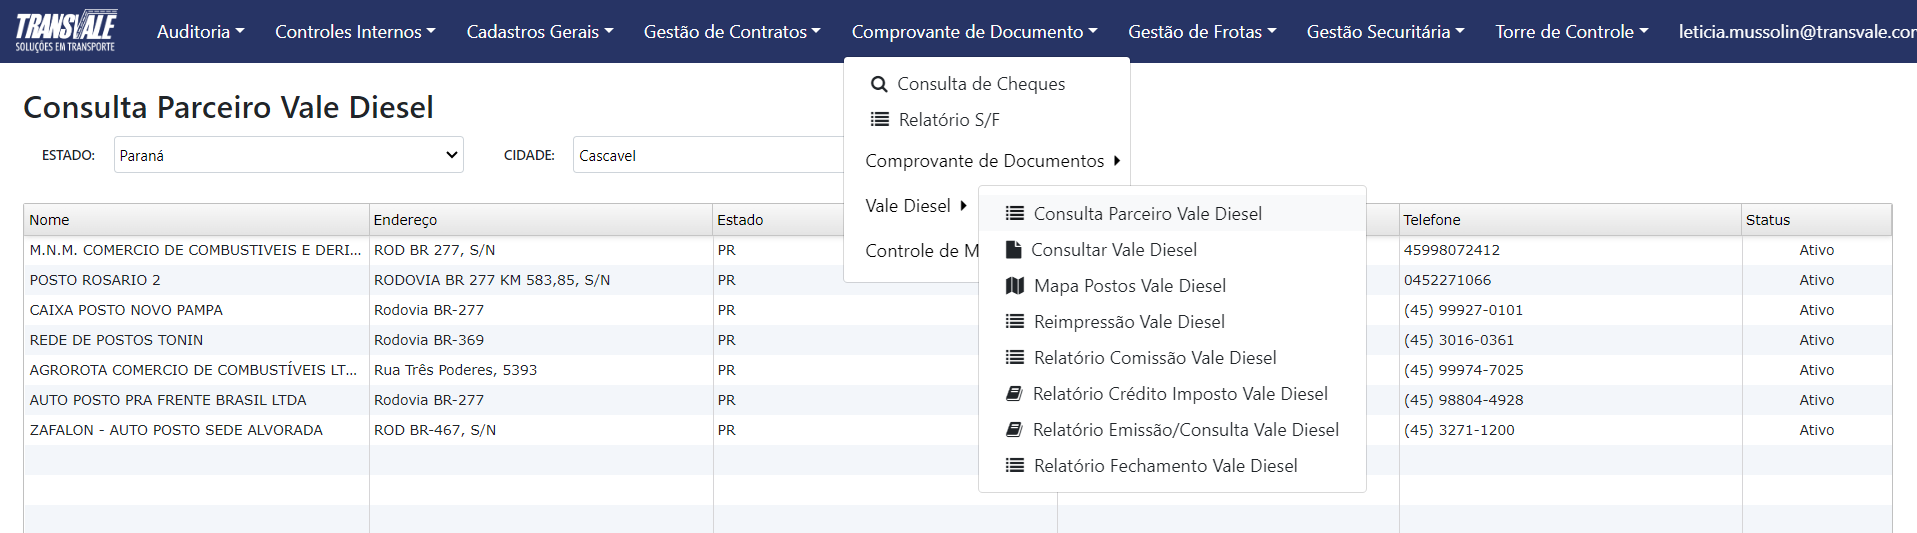 TRANSVALE
SOLUÇÕES EM TRANSPORTE
Auditoria Controles Internos Cadastros Gerais Gestão de Contratos Comprovante de Documento Gestão de Frotas Gestão Securitária Torre de Controle leticia.mussolin@transvale.com
Consulta Parceiro Vale Diesel
ESTADO: Paraná CIDADE: Cascavel
Consulta de Cheques
Relatório S/F
Comprovante de Documentos
Vale Diesel
Controle de M
Consulta Parceiro Vale Diesel
Consultar Vale Diesel
Mapa Postos Vale Diesel
Reimpressão Vale Diesel
Relatório Comissão Vale Diesel
Relatório Crédito Imposto Vale Diesel
Relatório Emissão/Consulta Vale Diesel
Relatório Fechamento Vale Diesel
Nome Endereço Estado Telefone Status
M.N.M. COMERCIO DE COMBUSTIVEIS E DERI... ROD BR 277, S/N PR 45998072412 Ativo
POSTO ROSARIO 2 RODOVIA BR 277 KM 583,85, S/N PR 0452271066 Ativo
CAIXA POSTO NOVO PAMPA Rodovia BR-277 PR (45) 99927-0101 Ativo
REDE DE POSTOS TONIN Rodovia BR-369 PR (45) 3016-0361 Ativo
AGROROTA COMERCIO DE COMBUSTÍVEIS LT... Rua Três Poderes, 5393 PR (45) 99974-7025 Ativo
AUTO POSTO PRA FRENTE BRASIL LTDA Rodovia BR-277 PR (45) 98804-4928 Ativo
ZAFALON - AUTO POSTO SEDE ALVORADA ROD BR-467, S/N PR (45) 3271-1200 Ativo